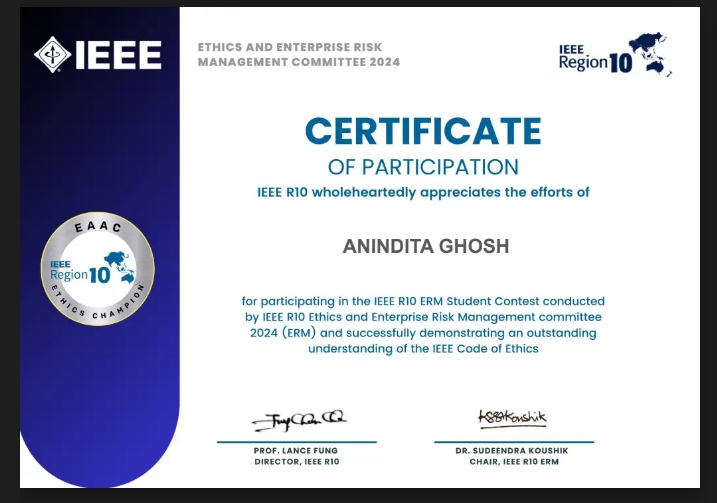 IEEE
ETHICS AND ENTERPRISE RISK
MANAGEMENT COMMITTEE 2024
IEEE
Region 10
CERTIFICATE
OF PARTICIPATION
IEEE R10 wholeheartedly appreciates the efforts of
ANINDITA GHOSH
EAAC
IEEE
Region 10
ETHICS CHAMPION
for participating in the IEEE R10 ERM Student Contest conducted
by IEEE R10 Ethics and Enterprise Risk Management committee
2024 (ERM) and successfully demonstrating an outstanding
understanding of the IEEE Code of Ethics
PROF. LANCE FUNG
DIRECTOR, IEEE R10
DR. SUDEENDRA KOUSHIK
CHAIR, IEEE R10 ERM